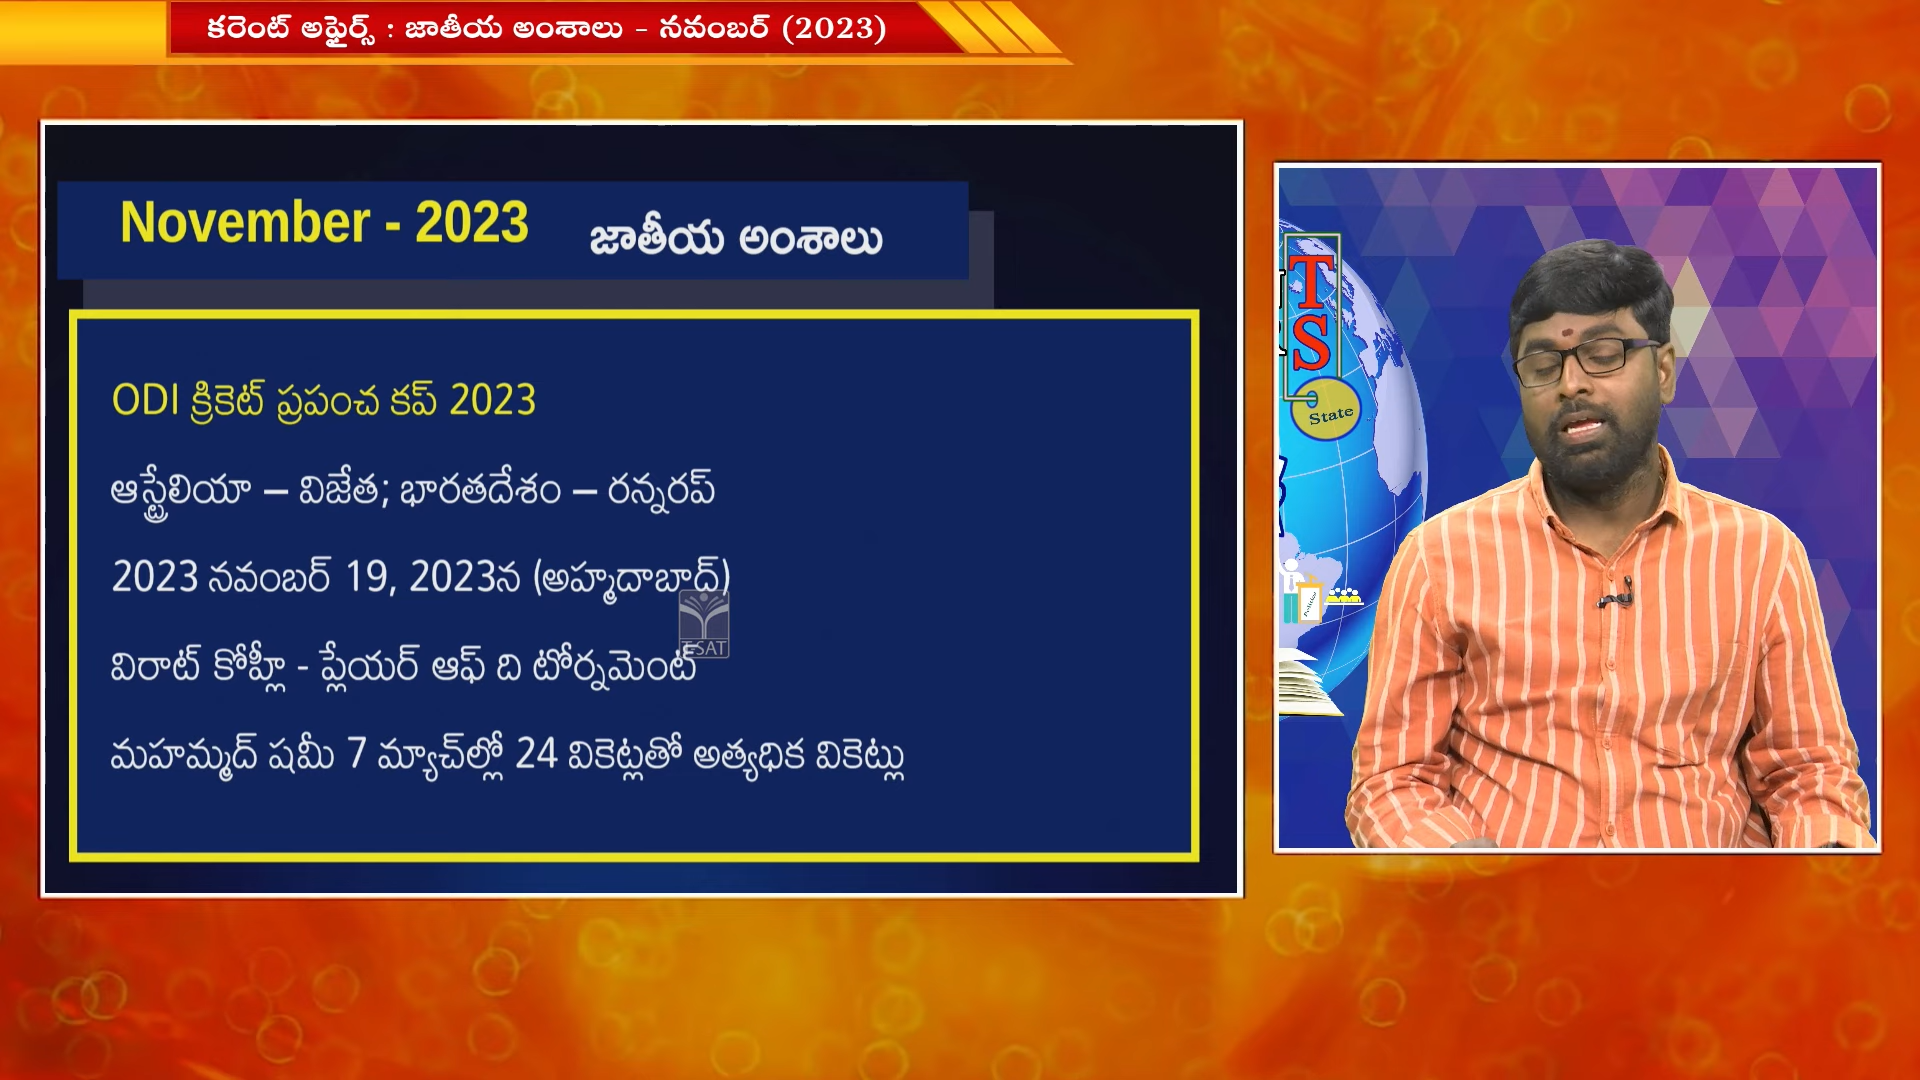 కరెంట్ అఫైర్స్ : జాతీయ అంశాలు - నవంబర్ (2023)
November - 2023 జాతీయ అంశాలు
ODI క్రికెట్ ప్రపంచ కప్ 2023
ఆస్ట్రేలియా – విజేత; భారతదేశం – రన్నరప్
2023 నవంబర్ 19, 2023న (అహ్మదాబాద్)
విరాట్ కోహ్లీ - ప్లేయర్ ఆఫ్ ది టోర్నమెంట్
మహమ్మద్ షమీ 7 మ్యాచ్‌ల్లో 24 వికెట్లతో అత్యధిక వికెట్లు
T-SAT
TS
State